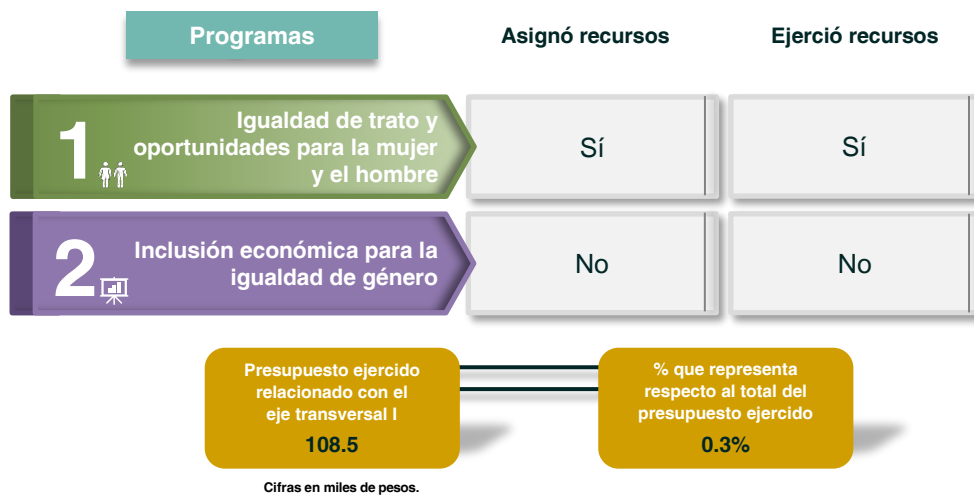 Programas
Asignó recursos
Ejerció recursos
1
Igualdad de trato y
oportunidades para la mujer
y el hombre
Sí
Sí
2
Inclusión económica para la
igualdad de género
No
No
Presupuesto ejercido
relacionado con el
eje transversal I
108.5
% que representa
respecto al total del
presupuesto ejercido
0.3%
Cifras en miles de pesos.